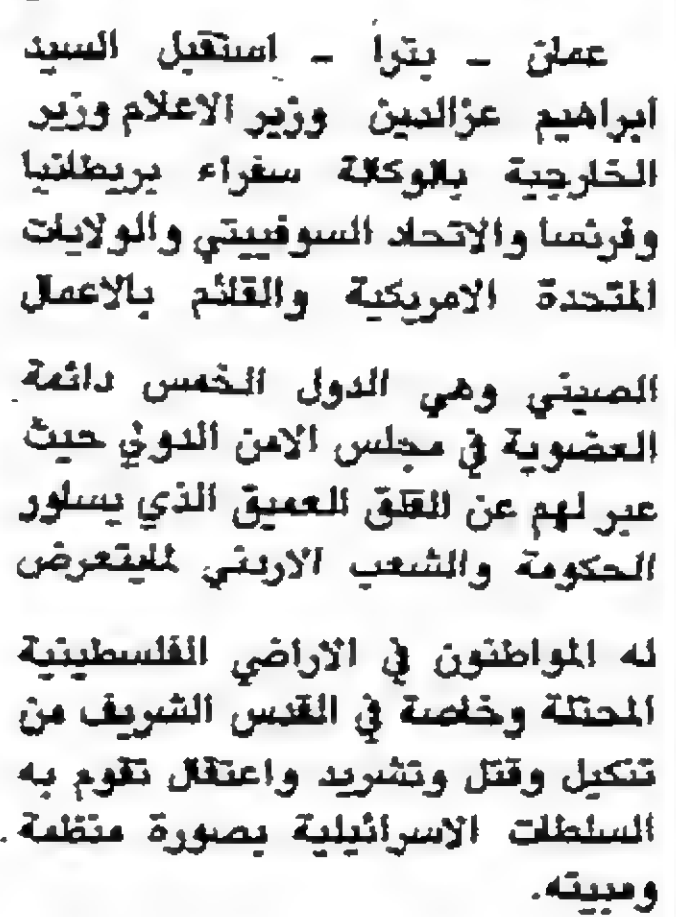 عمان - بترا - استقبل السيد
ابراهيم عزالدين وزير الاعلام وزير
الخارجية بالوكالة سفراء بريطانيا
وفرنسا والاتحاد السوفييتي والولايات
المتحدة الامريكية والقائم بالاعمال
الصيني وهي الدول الخمس دائمة
العضوية في مجلس الامن الدولي حيث
عبر لهم عن القلق العميق الذي يساور
الحكومة والشعب الاردني لمايتعرض
له المواطنون في الاراضي الفلسطينية
المحتلة وخاصة في القدس الشريف من
تنكيل وقتل وتشريد واعتقال تقوم به
السلطات الاسرائيلية بصورة منظمة
ومبيته.